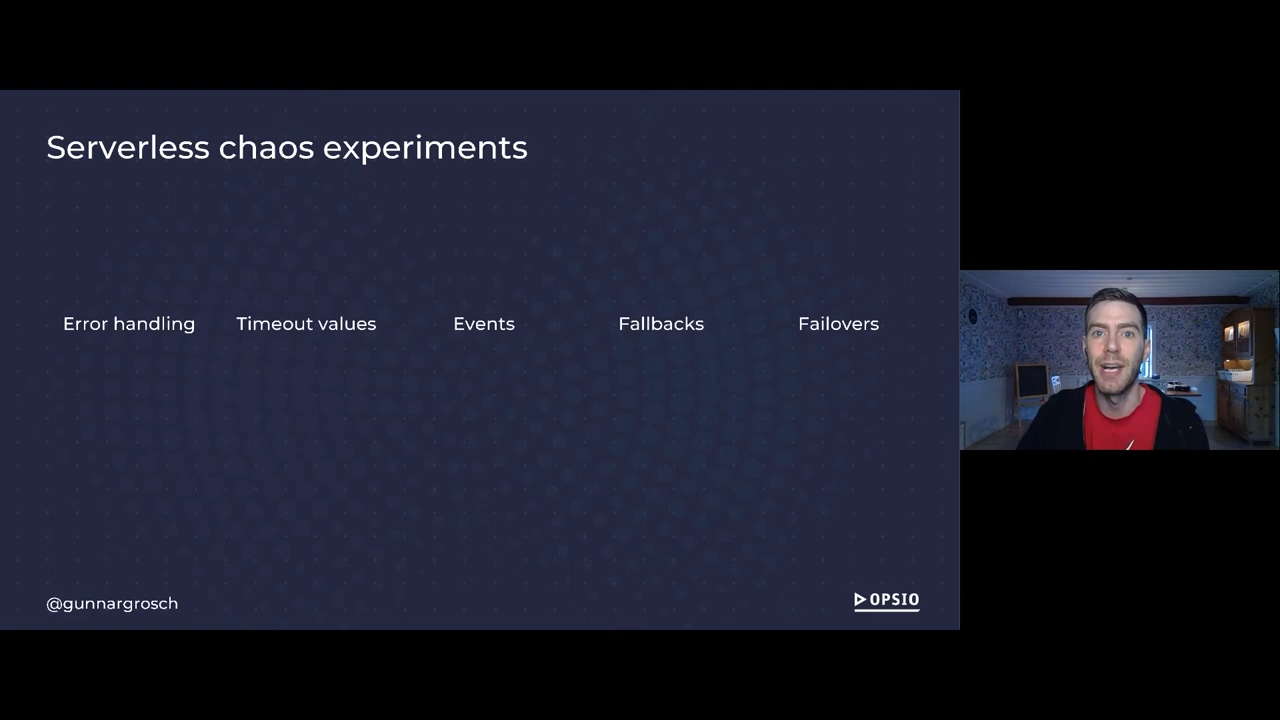 Serverless chaos experiments
Error handling
Timeout values
Events
Fallbacks
Failovers
@gunnargrosch
OPSIO